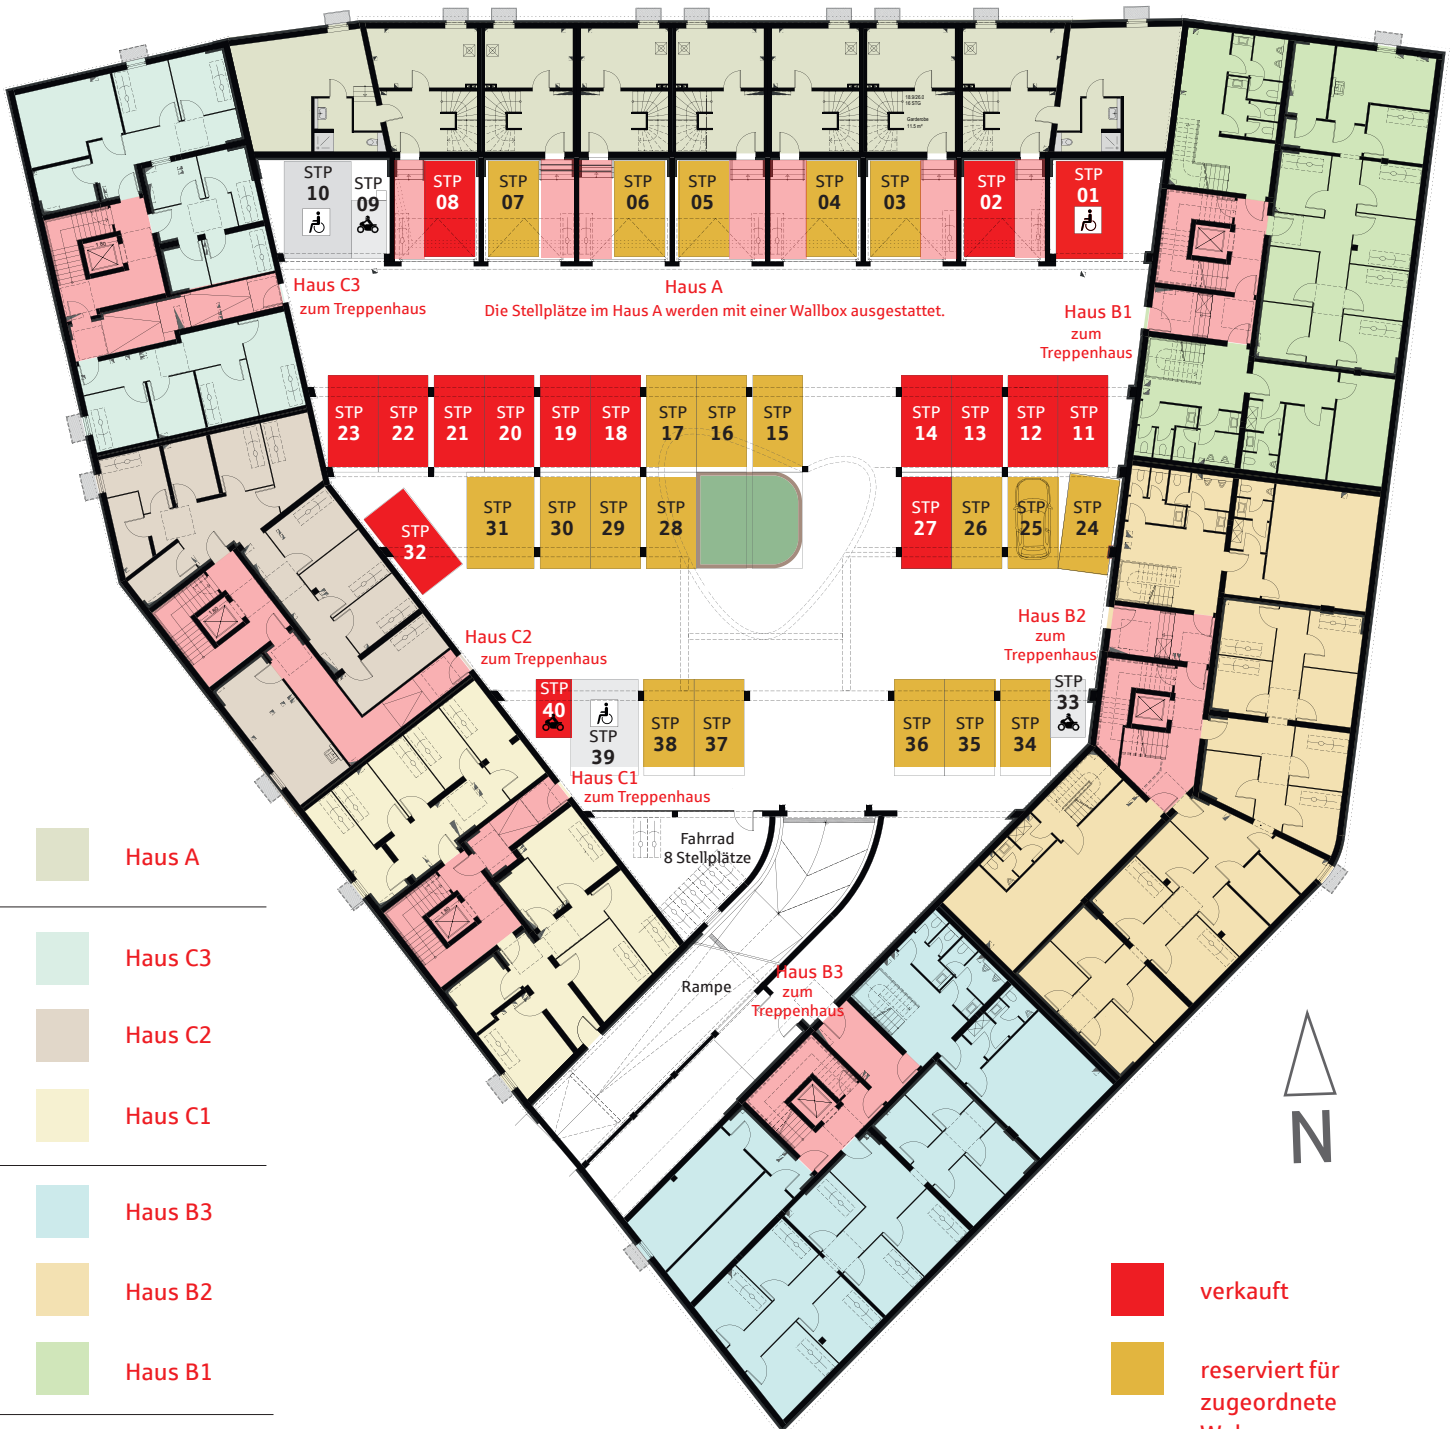 STP
10
STP
09
STP
08
STP
07
STP
06
STP
05
STP
04
STP
03
STP
02
STP
01
Garderobe
Haus C3
zum Treppenhaus
Haus A
Die Stellplätze im Haus A werden mit einer Wallbox ausgestattet.
Haus B1
zum
Treppenhaus
STP
23
STP
22
STP
21
STP
20
STP
19
STP
18
STP
17
STP
16
STP
15
STP
14
STP
13
STP
12
STP
11
STP
32
STP
31
STP
30
STP
29
STP
28
STP
27
STP
26
STP
25
STP
24
Haus C2
zum Treppenhaus
Haus B2
zum
Treppenhaus
STP
40
STP
39
STP
38
STP
37
STP
36
STP
35
STP
34
STP
33
Haus C1
zum Treppenhaus
Fahrrad
8 Stellplätze
Rampe
Haus B3
zum
Treppenhaus
Haus A
Haus C3
Haus C2
Haus C1
Haus B3
Haus B2
Haus B1
N
verkauft
reserviert für
zugeordnete